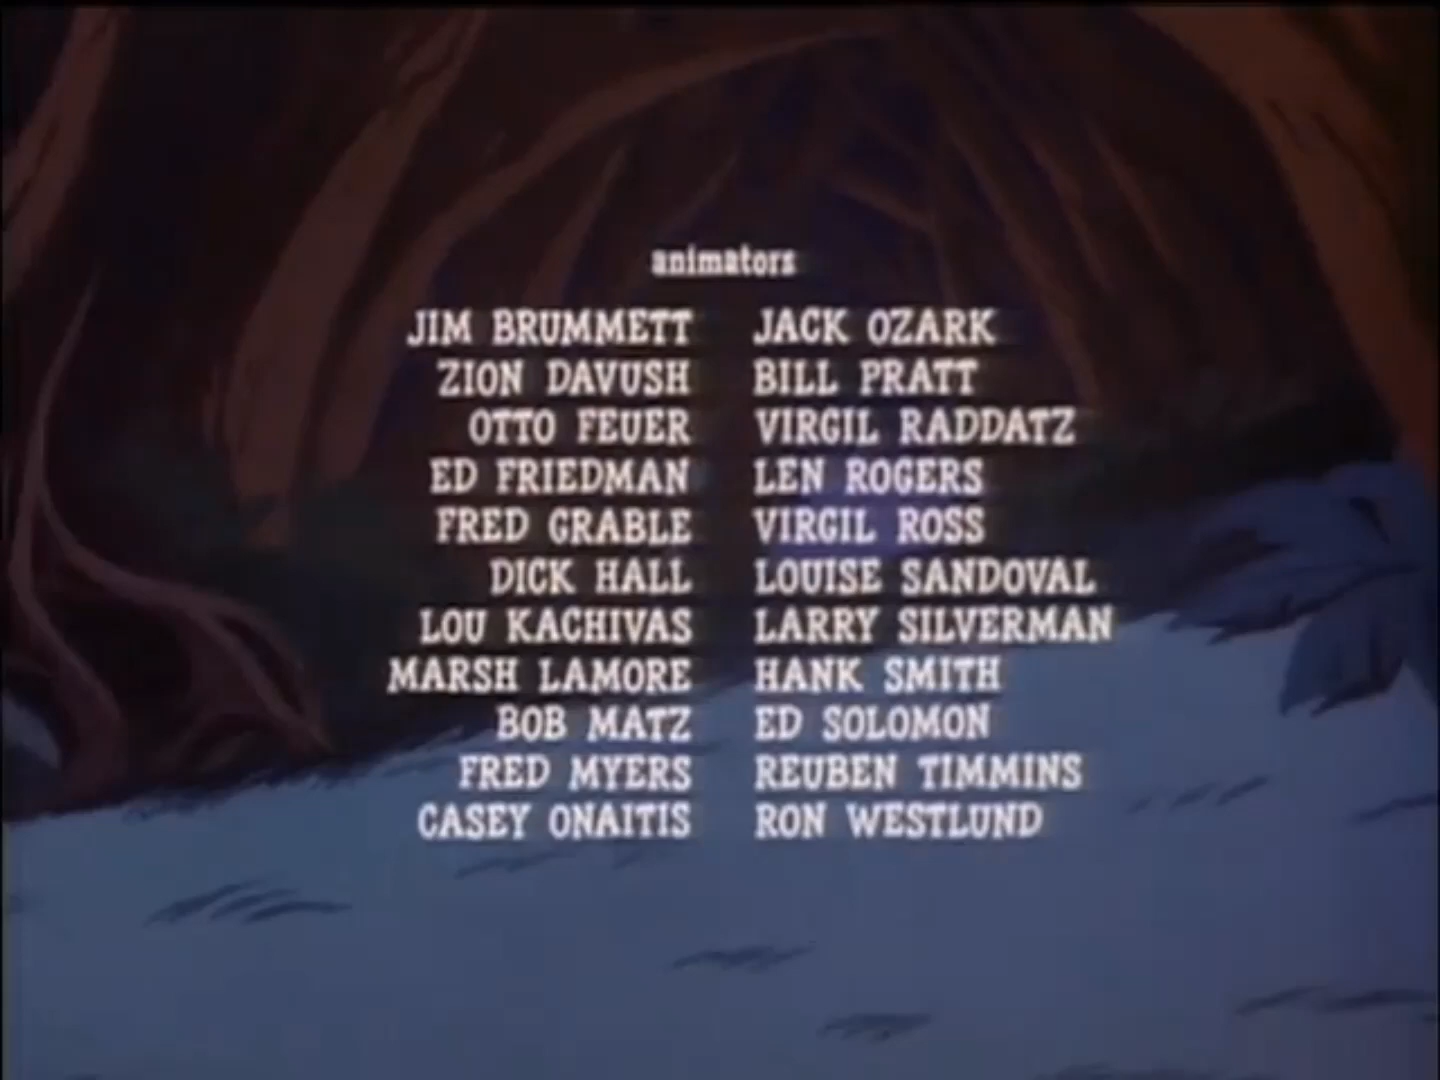 animators
JIM BRUMMETT JACK OZARK
ZION DAVUSH BILL PRATT
OTTO FEUER VIRGIL RADDATZ
ED FRIEDMAN LEN ROGERS
FRED GRABLE VIRGIL ROSS
DICK HALL LOUISE SANDOVAL
LOU KACHIVAS LARRY SILVERMAN
MARSH LAMORE HANK SMITH
BOB MATZ ED SOLOMON
FRED MYERS REUBEN TIMMINS
CASEY ONAITIS RON WESTLUND